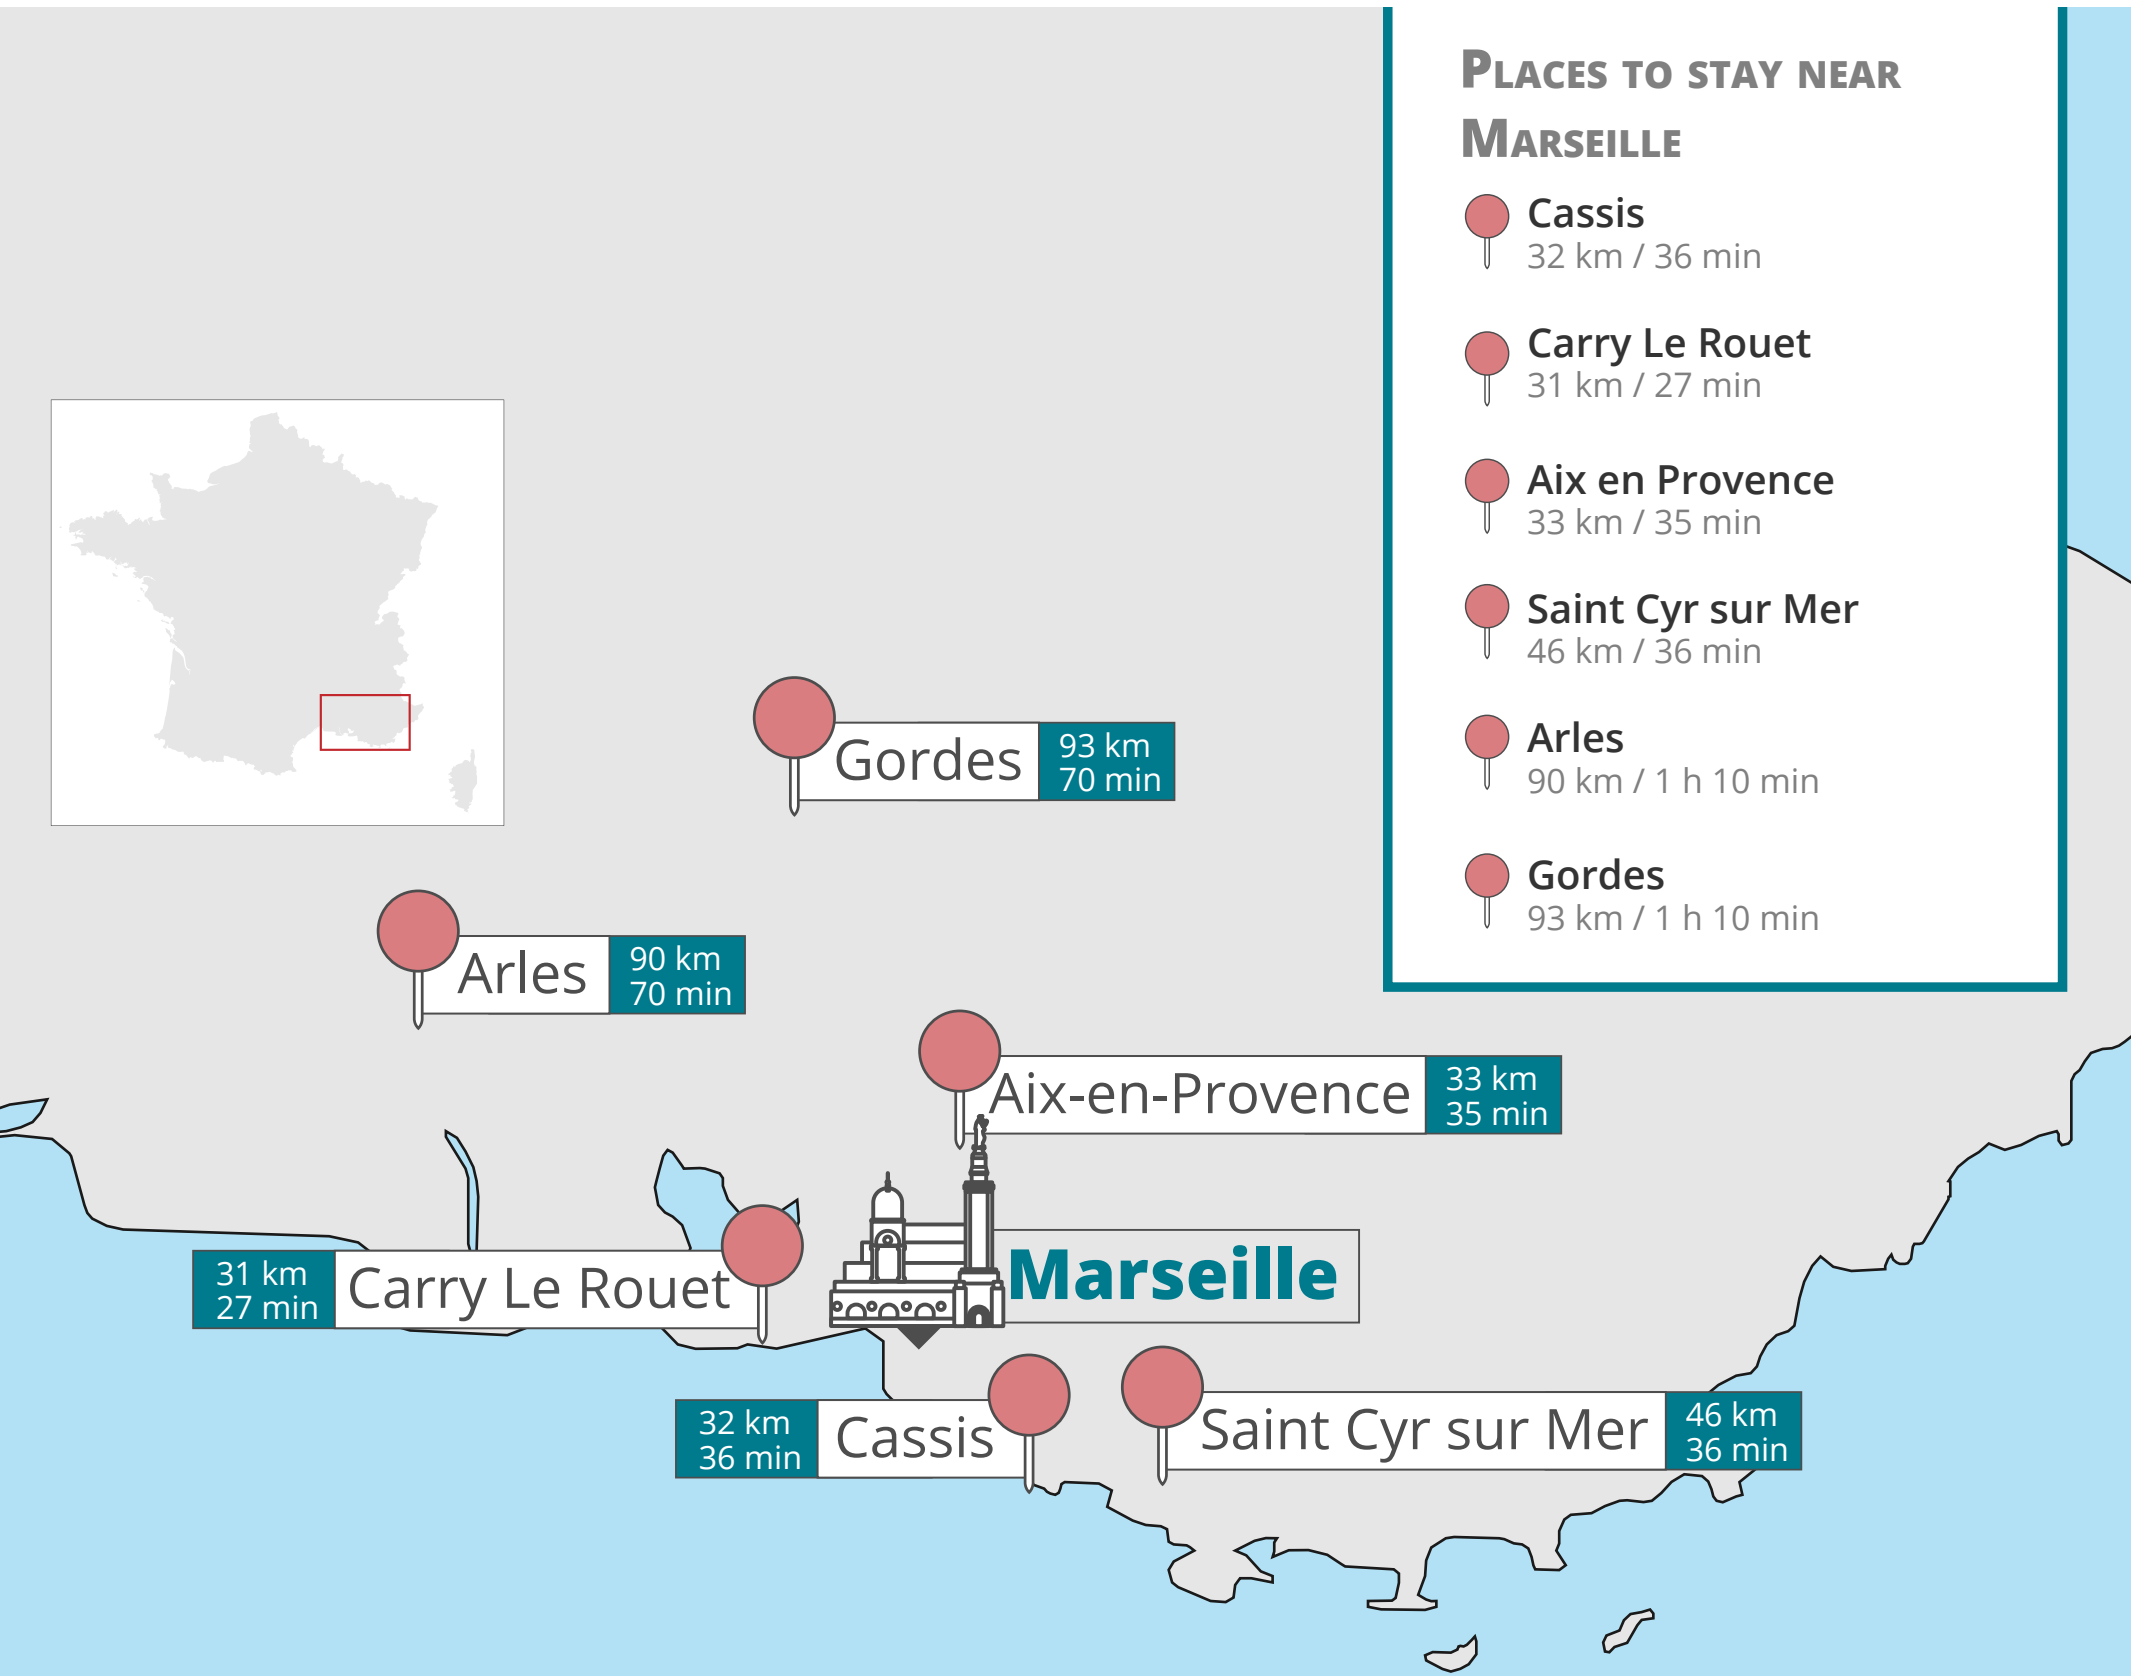 PLACES TO STAY NEAR
MARSEILLE
Cassis
32 km / 36 min
Carry Le Rouet
31 km / 27 min
Aix en Provence
33 km / 35 min
Saint Cyr sur Mer
46 km / 36 min
Arles
90 km / 1 h 10 min
Gordes
93 km / 1 h 10 min
Gordes
93 km
70 min
Arles
90 km
70 min
Aix-en-Provence
33 km
35 min
31 km
27 min
Carry Le Rouet
Marseille
32 km
36 min
Cassis
Saint Cyr sur Mer
46 km
36 min